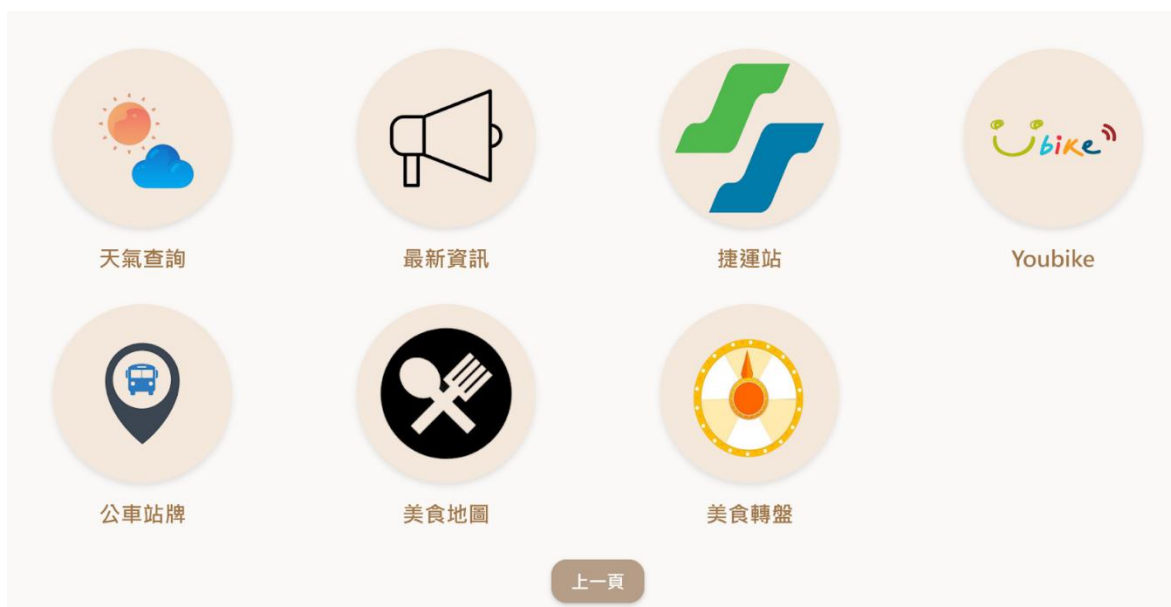 Ubike
天氣查詢
最新資訊
捷運站
Youbike
公車站牌
美食地圖
美食轉盤
上一頁